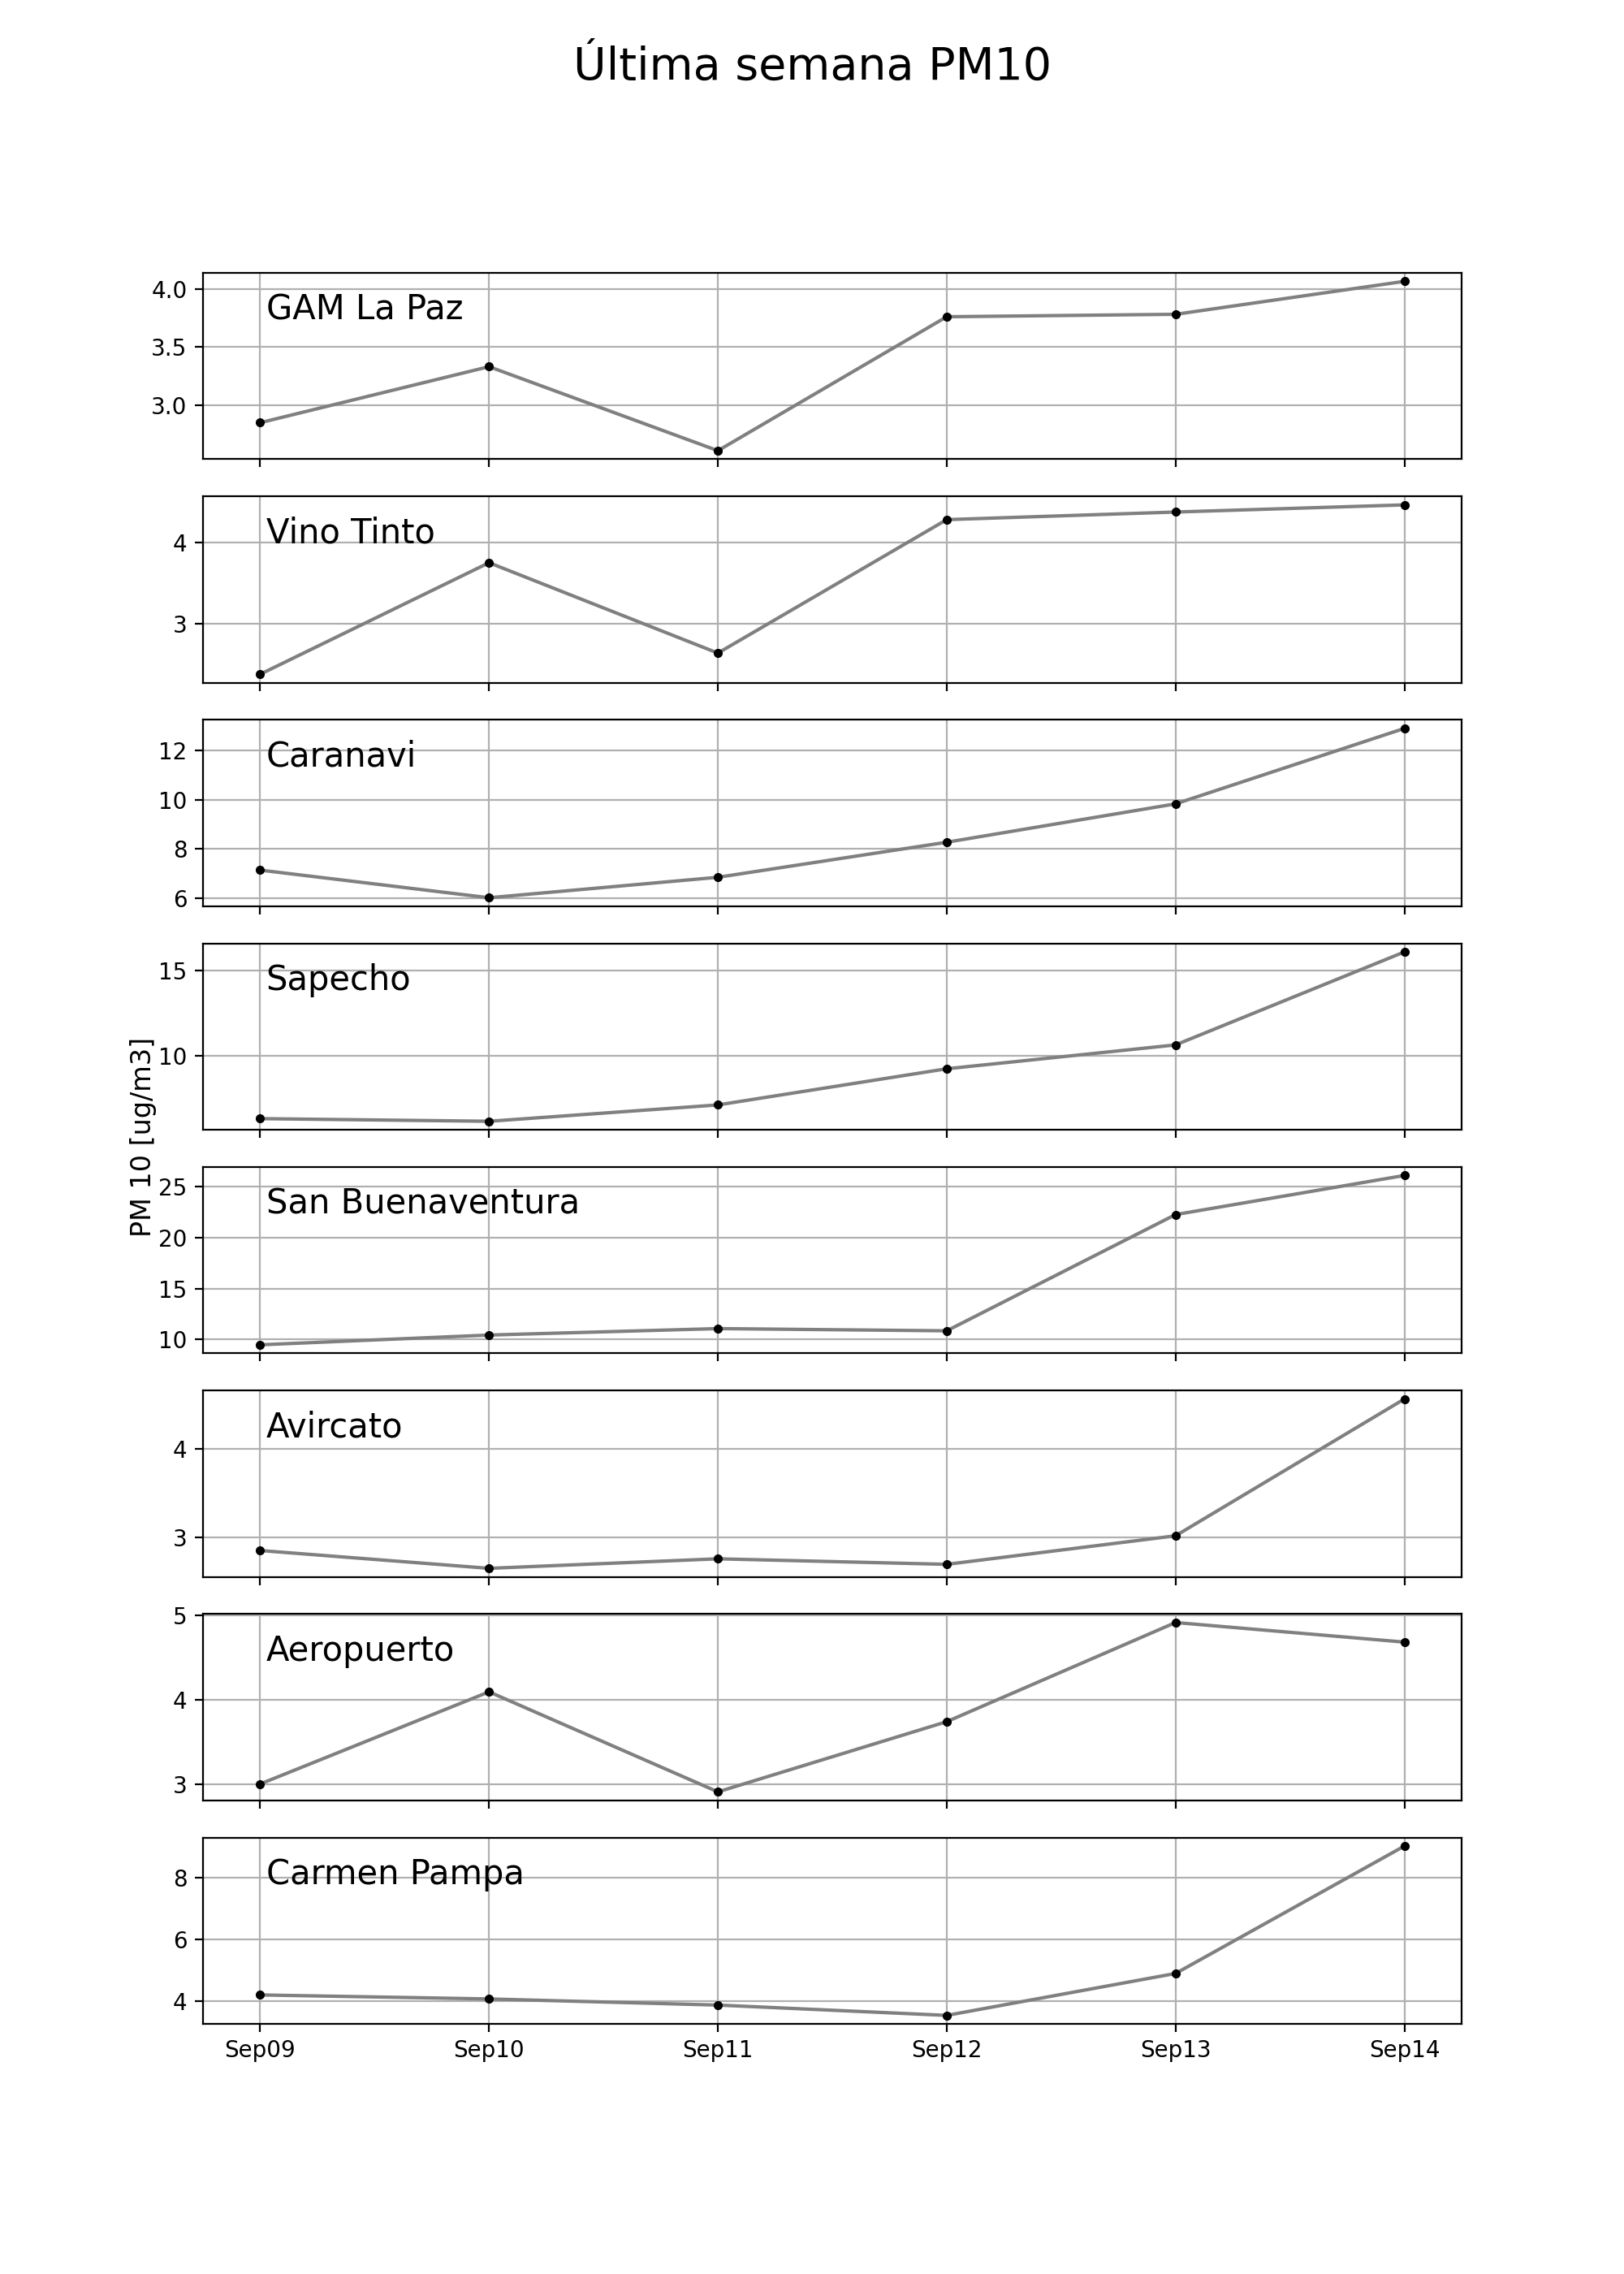 Última semana PM10
GAM La Paz
4.0
3.5
3.0
Vino Tinto
4
3
Caranavi
12
10
8
6
Sapecho
15
10
PM 10 [ug/m3]
San Buenaventura
25
20
15
10
Avircato
4
3
Aeropuerto
5
4
3
Carmen Pampa
8
6
4
Sep09 Sep10 Sep11 Sep12 Sep13 Sep14